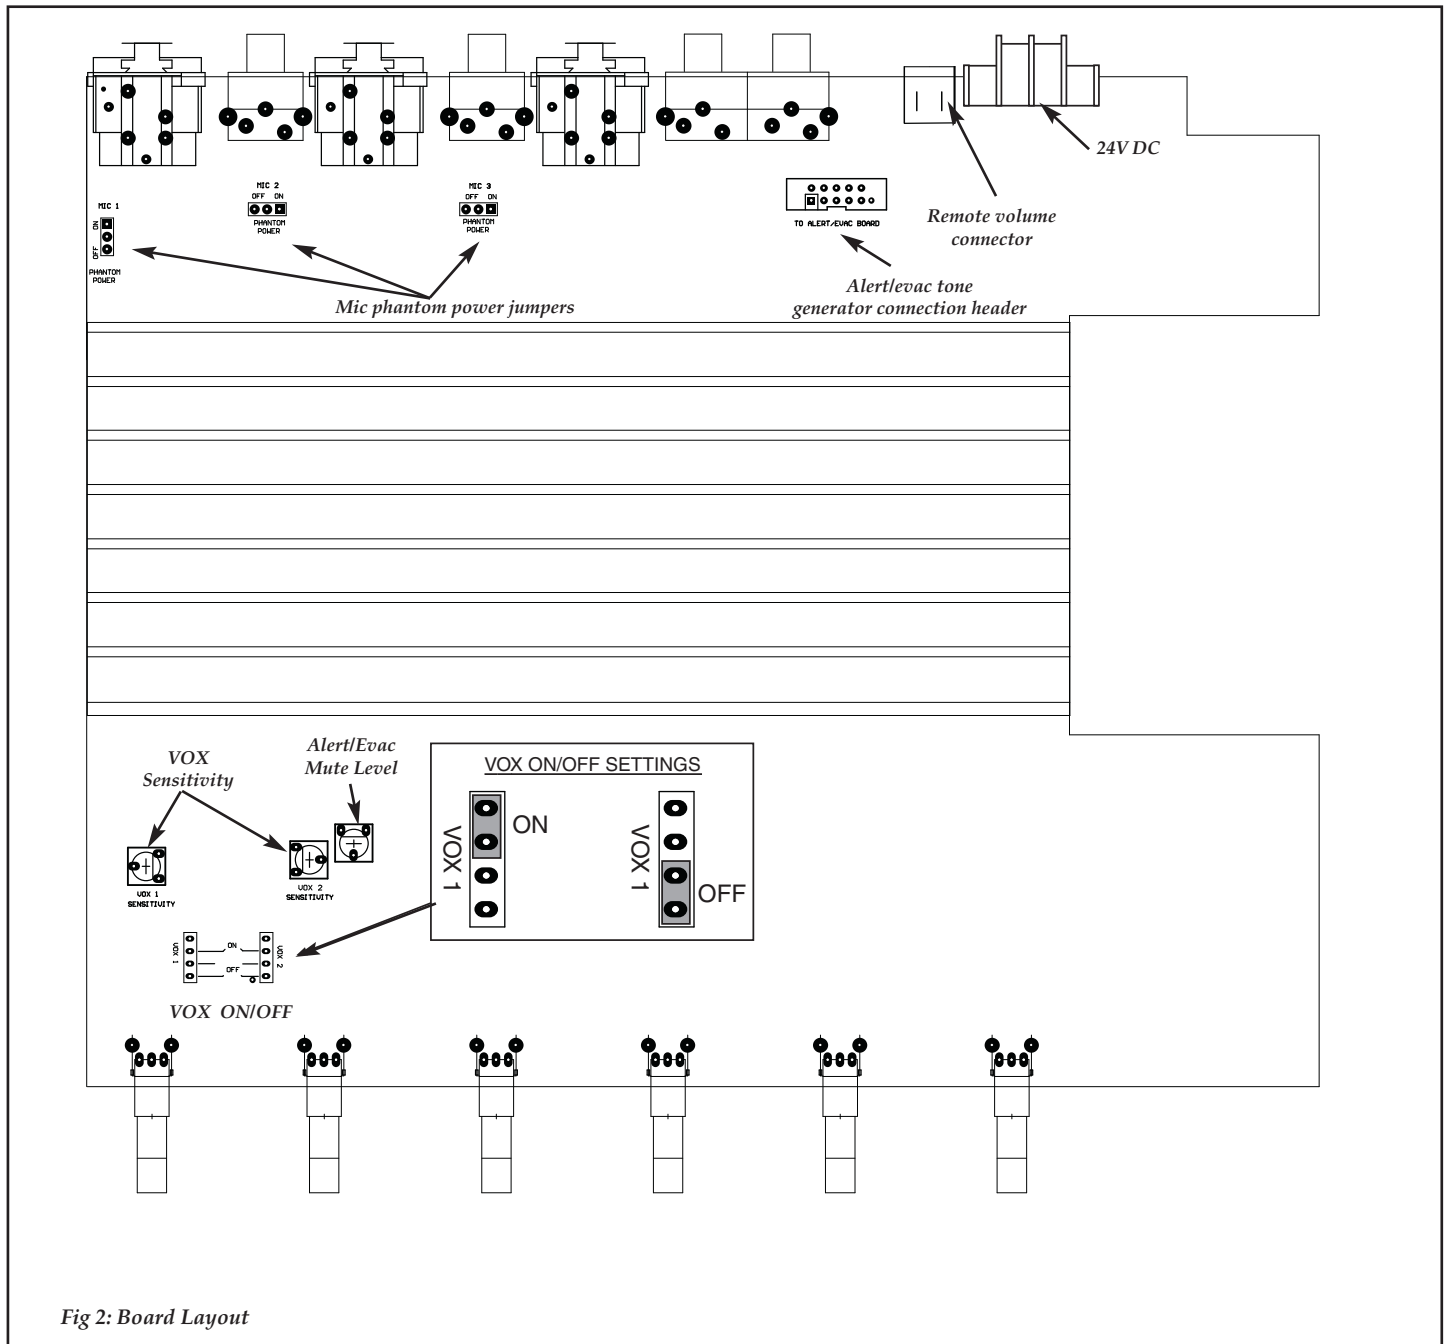 24V DC
Remote volume
connector
MIC 1
ON
OFF
PHANTOM
POWER
MIC 2
OFF ON
PHANTOM
POWER
MIC 3
OFF ON
PHANTOM
POWER
TO ALERT/EVAC BOARD
Mic phantom power jumpers
Alert/evac tone
generator connection header
VOX
Sensitivity
Alert/Evac
Mute Level
VOX 1
SENSITIVITY
VOX 2
SENSITIVITY
VOX ON/OFF SETTINGS
VOX 1
ON
VOX 1
OFF
VOX 1
ON
OFF
VOX 2
VOX ON/OFF
Fig 2: Board Layout